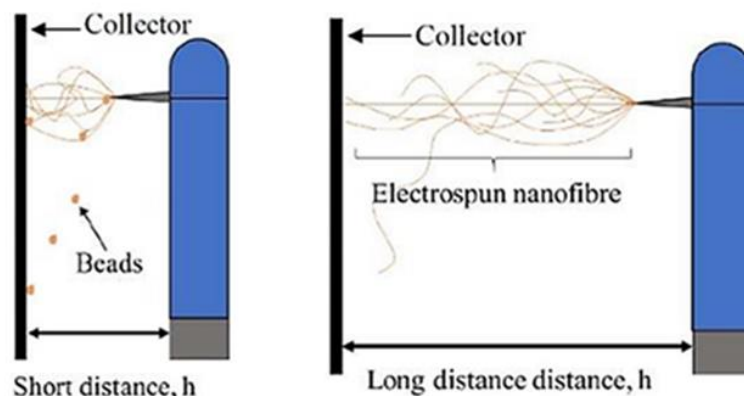 Collector
Beads
Short distance, h
Collector
Electrospun nanofibre
Long distance distance, h